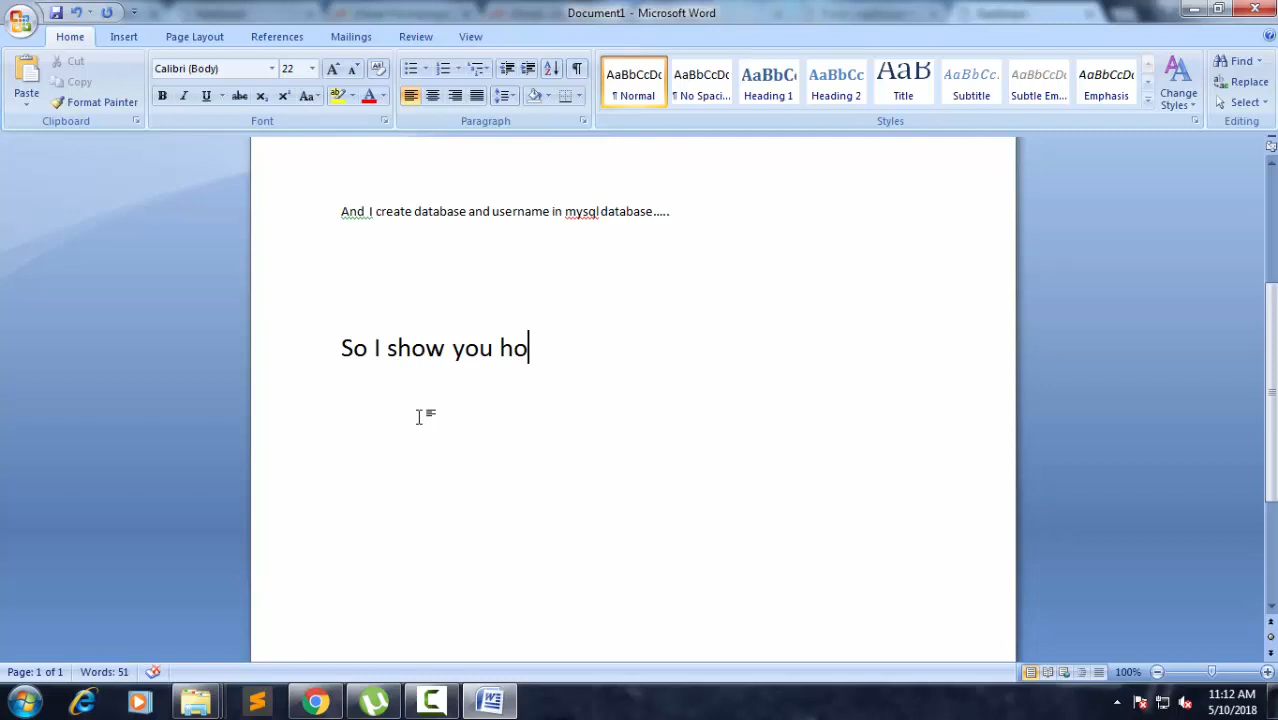 Document1 - Microsoft Word
Home Insert Page Layout References Mailings Review View
Cut
Copy
Format Painter
Paste
Clipboard
Calibri (Body) 22
Font
Paragraph
AaBbCcDc AaBbCcDc AaBbC AaBbCc AaB AaBbCc. AaBbCcDc AaBbCcDc
¶ Normal ¶ No Spaci... Heading 1 Heading 2 Title Subtitle Subtle Em... Emphasis
Change Styles
Styles
Find
Replace
Select
Editing
And I create database and username in mysql database.....
So I show you ho
Page: 1 of 1 Words: 51 100%
11:12 AM
5/10/2018